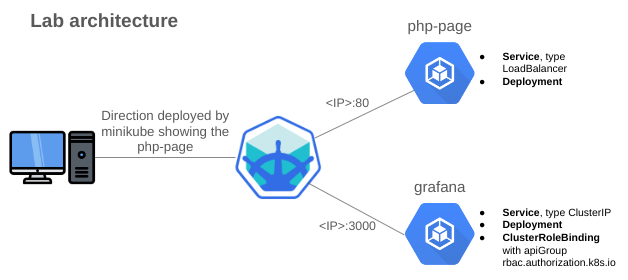 Lab architecture
php-page
● Service, type
LoadBalancer
● Deployment
<IP>:80
Direction deployed by
minikube showing the
php-page
grafana
<IP>:3000
● Service, type ClusterIP
● Deployment
● ClusterRoleBinding
with apiGroup
rbac.authorization.k8s.io